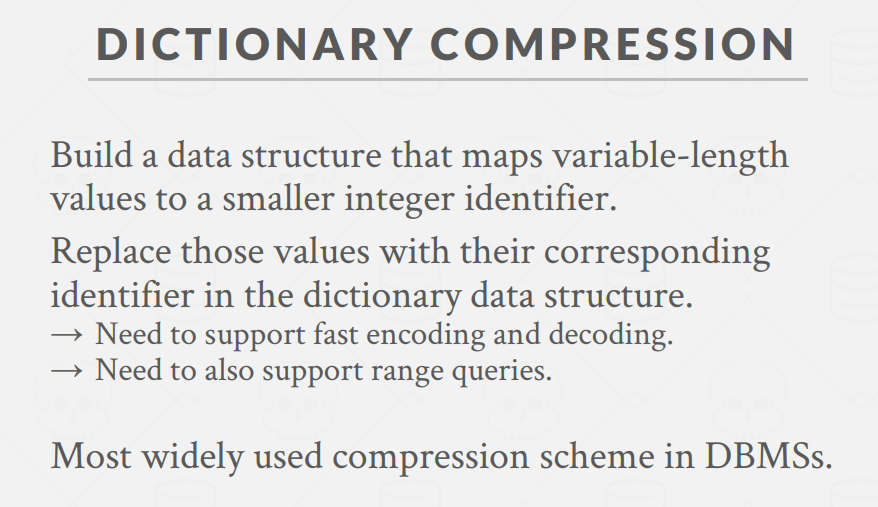 DICTIONARY COMPRESSION
Build a data structure that maps variable-length
values to a smaller integer identifier.
Replace those values with their corresponding
identifier in the dictionary data structure.
→ Need to support fast encoding and decoding.
→ Need to also support range queries.
Most widely used compression scheme in DBMSs.